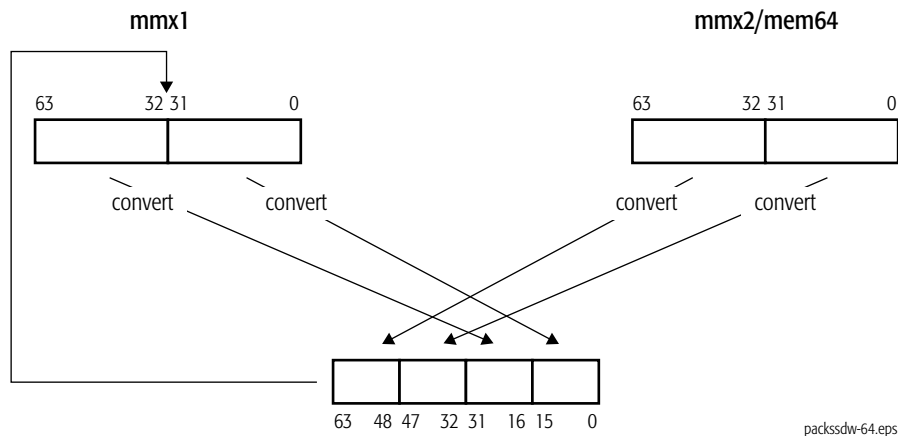 mmx1 mmx2/mem64
63 32 31 0 63 32 31 0
convert convert convert convert
63 48 47 32 31 16 15 0
packssdw-64.eps